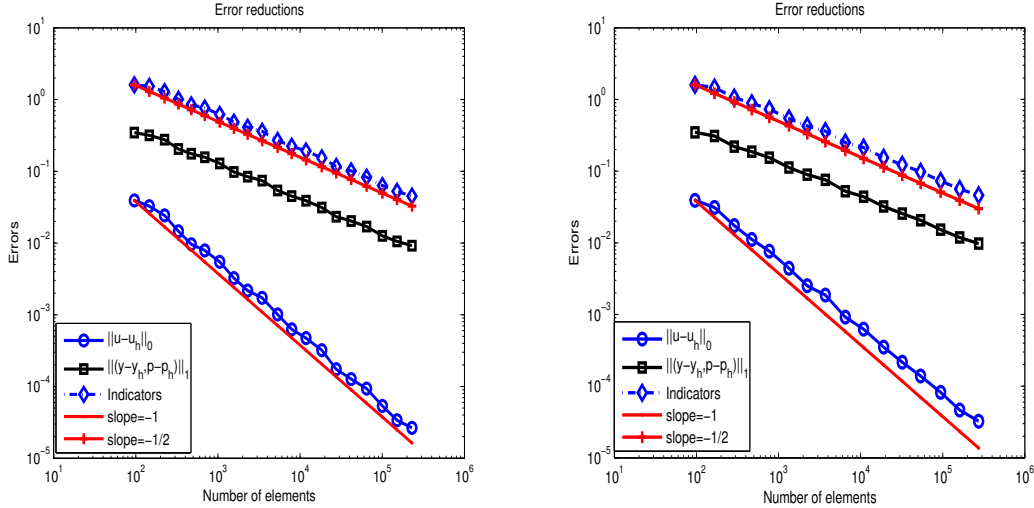 Error reductions
10^1
10^0
10^−1
10^−2
10^−3
10^−4
10^−5
Errors
||u−u_h||_0
||(y−y_h,p−p_h)||_1
Indicators
slope=−1
slope=−1/2
10^1 10^2 10^3 10^4 10^5 10^6
Number of elements
Error reductions
10^1
10^0
10^−1
10^−2
10^−3
10^−4
10^−5
Errors
||u−u_h||_0
||(y−y_h,p−p_h)||_1
Indicators
slope=−1
slope=−1/2
10^1 10^2 10^3 10^4 10^5 10^6
Number of elements